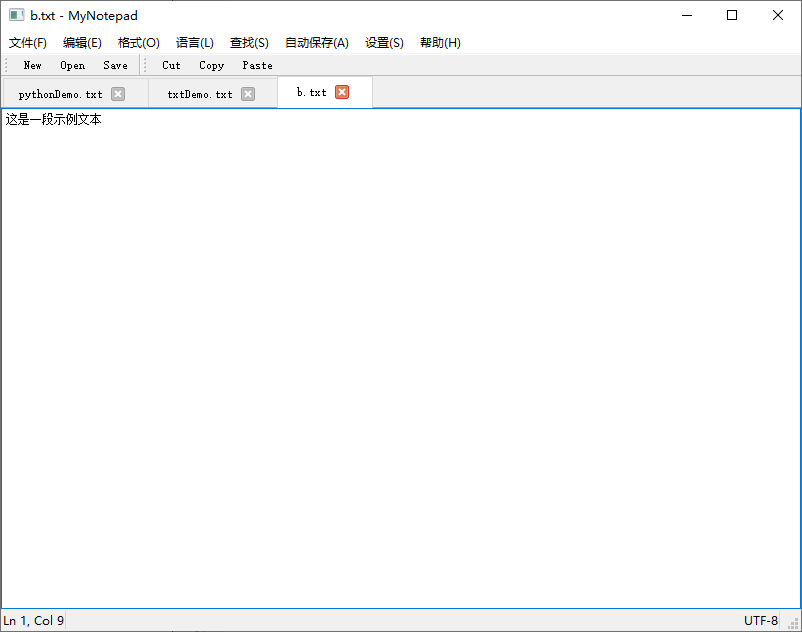 b.txt - MyNotepad
文件(F) 编辑(E) 格式(O) 语言(L) 查找(S) 自动保存(A) 设置(S) 帮助(H)
New Open Save Cut Copy Paste
pythonDemo.txt txtDemo.txt b.txt
这是一段示例文本
Ln 1, Col 9 UTF-8